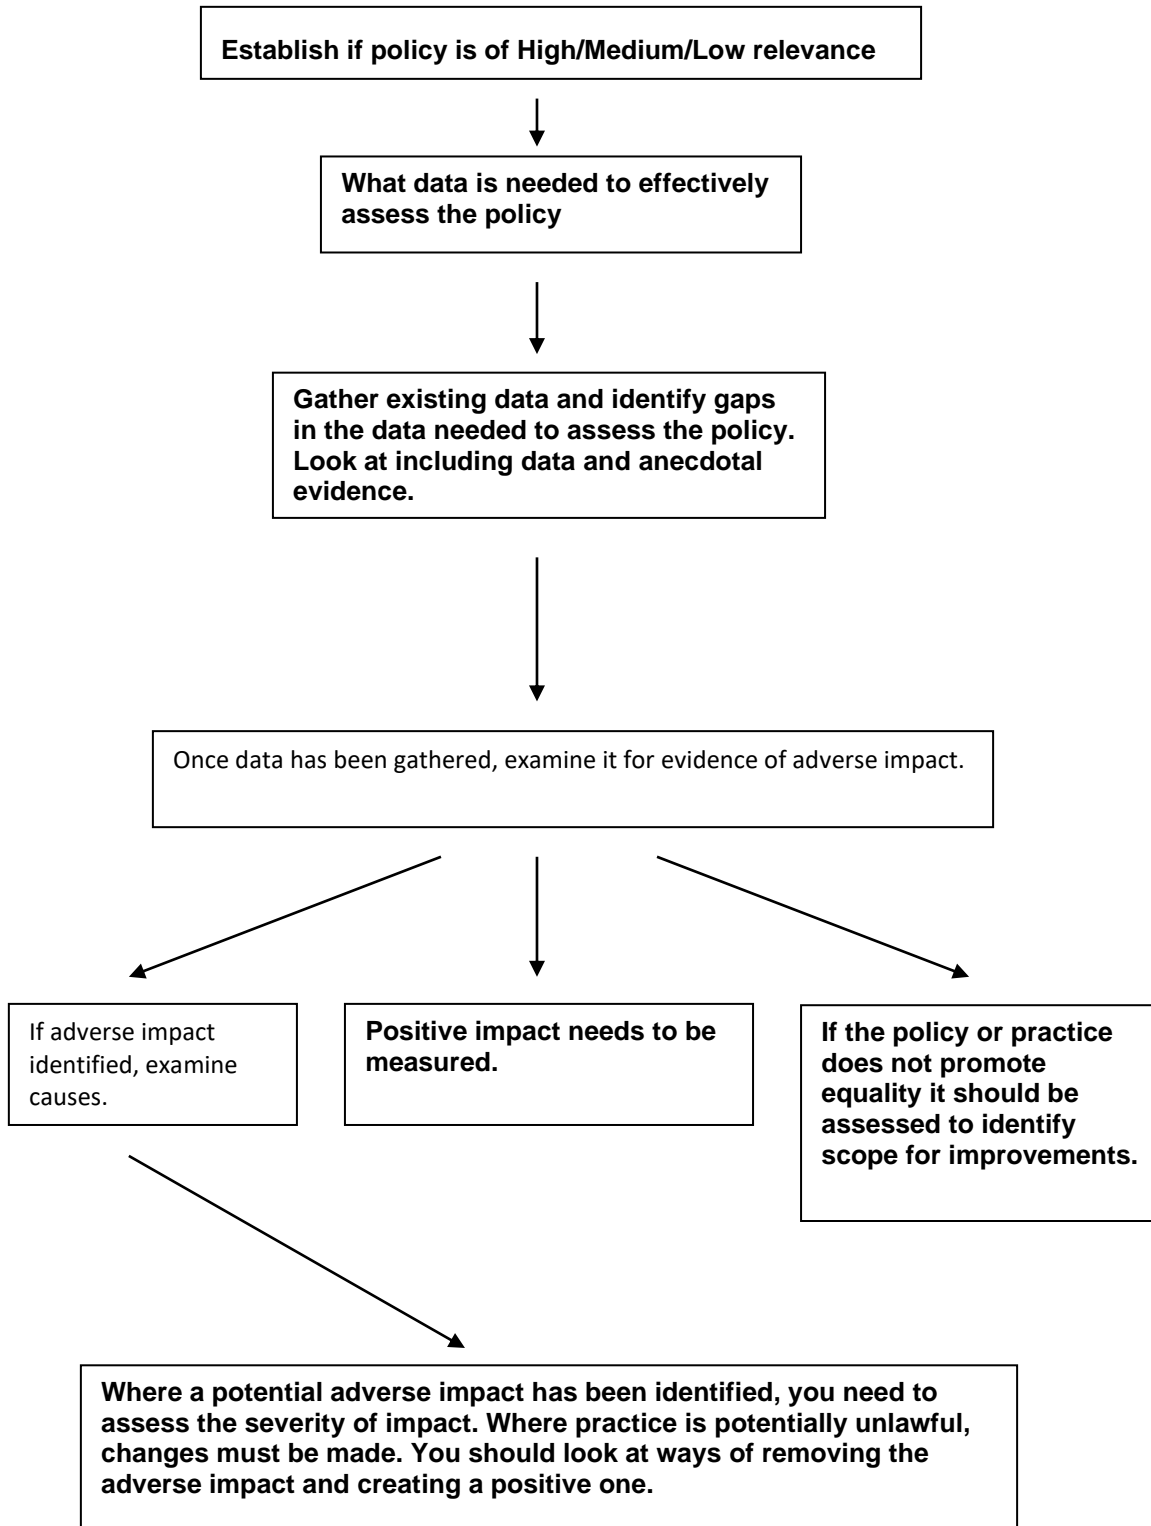 Establish if policy is of High/Medium/Low relevance
What data is needed to effectively
assess the policy
Gather existing data and identify gaps
in the data needed to assess the policy.
Look at including data and anecdotal
evidence.
Once data has been gathered, examine it for evidence of adverse impact.
If adverse impact
identified, examine
causes.
Positive impact needs to be
measured.
If the policy or practice
does not promote
equality it should be
assessed to identify
scope for improvements.
Where a potential adverse impact has been identified, you need to
assess the severity of impact. Where practice is potentially unlawful,
changes must be made. You should look at ways of removing the
adverse impact and creating a positive one.